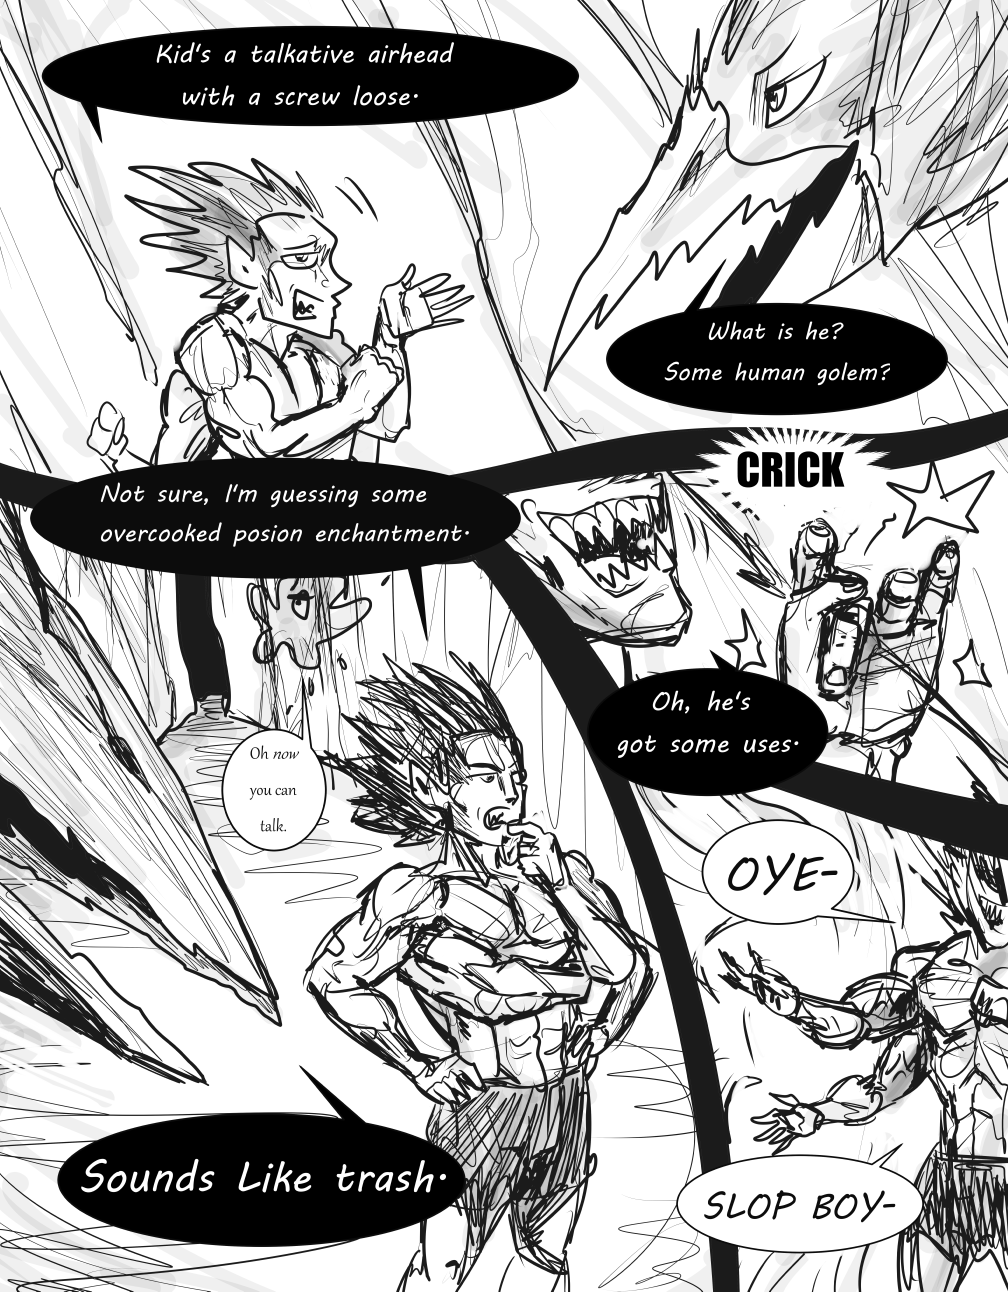 Kid's a talkative airhead
with a screw loose.
What is he?
Some human golem?
Not sure, I'm guessing some
overcooked posion enchantment.
CRICK
Oh, he's
got some uses.
Oh now
you can
talk.
OYE-
Sounds Like trash.
SLOP BOY-